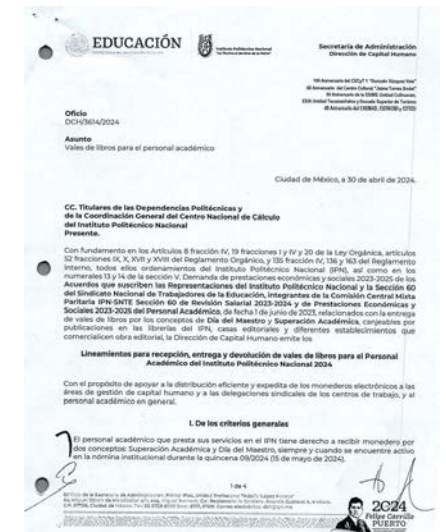 EDUCACIÓN
Instituto Politécnico Nacional
"La Técnica al Servicio de la Patria"
Secretaría de Administración
Dirección de Capital Humano
Oficio
DCH/3614/2024
Asunto
Vales de libros para el personal académico
Ciudad de México, a 30 de abril de 2024.
CC. Titulares de las Dependencias Politécnicas y
de la Coordinación General del Centro Nacional de Cálculo
del Instituto Politécnico Nacional
Presente.
Con fundamento en los Artículos 8 fracción IV, 19 fracciones I y IV y 20 de la Ley Orgánica, artículos
52 fracciones IX, X, XVII y XVIII del Reglamento Orgánico, y 135 fracción IV, 136 y 163 del Reglamento
Interno, todos ellos ordenamientos del Instituto Politécnico Nacional (IPN), así como en los
numerales 13 y 14 de la sección V. Demanda de prestaciones económicas y sociales 2023-2025 de los
Acuerdos que suscriben las Representaciones del Instituto Politécnico Nacional y la Sección 60
del Sindicato Nacional de Trabajadores de la Educación, integrantes de la Comisión Central Mixta
Paritaria IPN-SNTE Sección 60 de Revisión Salarial 2023-2024 y de Prestaciones Económicas y
Sociales 2023-2025 del Personal Académico, de fecha 1 de junio de 2023, relacionados con la entrega
de vales de libros por los conceptos de Día del Maestro y Superación Académica, canjeables por
publicaciones en las librerías del IPN, casas editoriales y diferentes establecimientos que
comercialicen obra editorial, la Dirección de Capital Humano emite los
Lineamientos para recepción, entrega y devolución de vales de libros para el Personal
Académico del Instituto Politécnico Nacional 2024
Con el propósito de apoyar a la distribución eficiente y expedita de los monederos electrónicos a las
áreas de gestión de capital humano y a las delegaciones sindicales de los centros de trabajo, y al
personal académico en general.
I. De los criterios generales
El personal académico que presta sus servicios en el IPN tiene derecho a recibir monedero por
dos conceptos: Superación Académica y Día del Maestro, siempre y cuando se encuentre activo
en la nómina institucional durante la quincena 09/2024 (15 de mayo de 2024).
1 de 4
2024
Felipe Carrillo
PUERTO